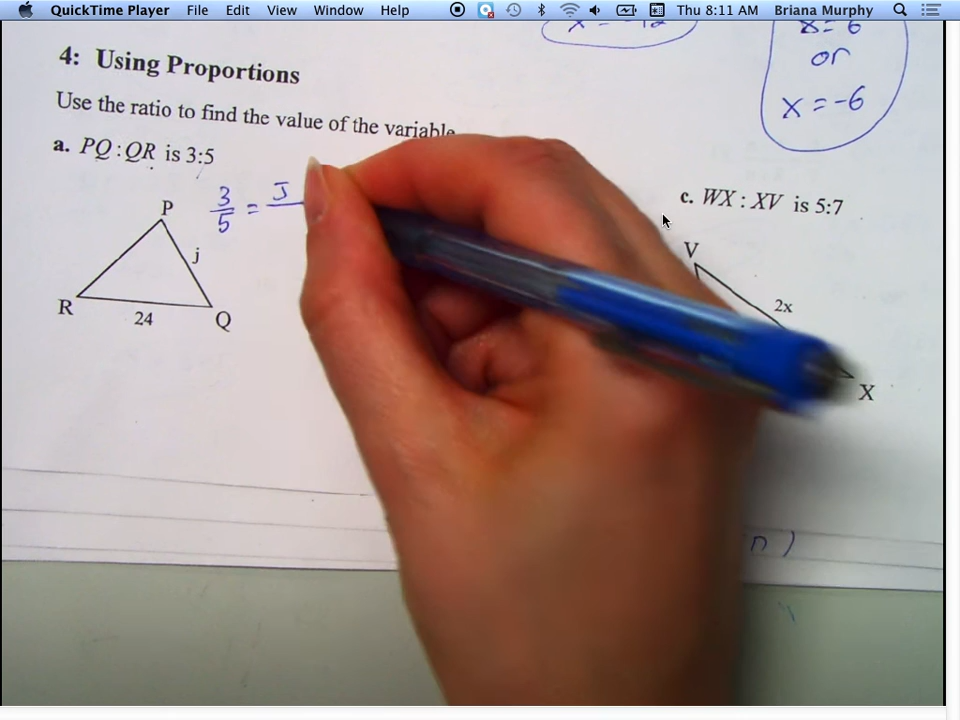 QuickTime Player File Edit View Window Help Thu 8:11 AM Briana Murphy
x = -12
x = 6
or
x = -6
4: Using Proportions
Use the ratio to find the value of the variable
a. PQ : QR is 3:5
c. WX : XV is 5:7
3/5 = J
P
j
R
24
Q
V
2x
X
n )